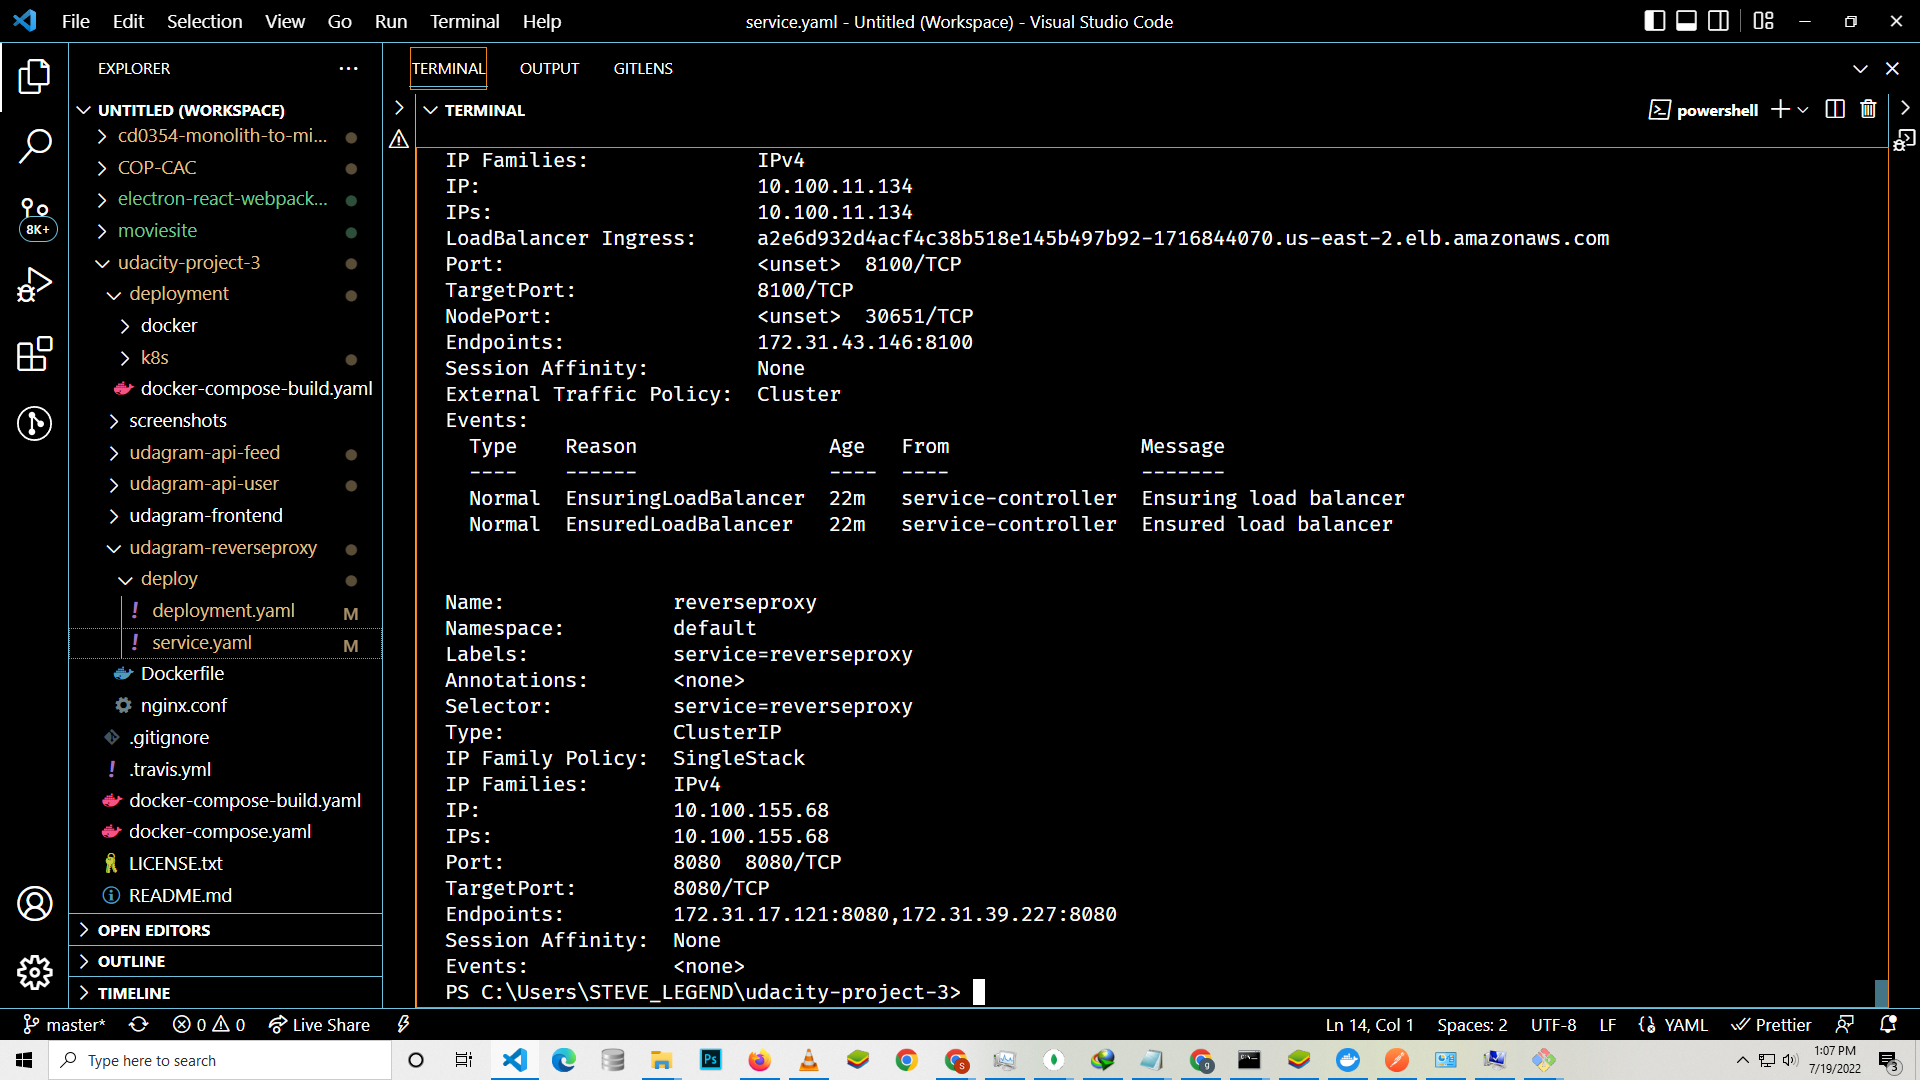 File Edit Selection View Go Run Terminal Help
service.yaml - Untitled (Workspace) - Visual Studio Code
EXPLORER
UNTITLED (WORKSPACE)
cd0354-monolith-to-mi...
COP-CAC
electron-react-webpack...
moviesite
udacity-project-3
deployment
docker
k8s
docker-compose-build.yaml
screenshots
udagram-api-feed
udagram-api-user
udagram-frontend
udagram-reverseproxy
deploy
! deployment.yaml M
! service.yaml M
Dockerfile
nginx.conf
.gitignore
! .travis.yml
docker-compose-build.yaml
docker-compose.yaml
LICENSE.txt
README.md
OPEN EDITORS
OUTLINE
TIMELINE
8K+
TERMINAL OUTPUT GITLENS
TERMINAL
powershell
IP Families: IPv4
IP: 10.100.11.134
IPs: 10.100.11.134
LoadBalancer Ingress: a2e6d932d4acf4c38b518e145b497b92-1716844070.us-east-2.elb.amazonaws.com
Port: <unset> 8100/TCP
TargetPort: 8100/TCP
NodePort: <unset> 30651/TCP
Endpoints: 172.31.43.146:8100
Session Affinity: None
External Traffic Policy: Cluster
Events:
Type Reason Age From Message
---- ------ ---- ---- -------
Normal EnsuringLoadBalancer 22m service-controller Ensuring load balancer
Normal EnsuredLoadBalancer 22m service-controller Ensured load balancer
Name: reverseproxy
Namespace: default
Labels: service=reverseproxy
Annotations: <none>
Selector: service=reverseproxy
Type: ClusterIP
IP Family Policy: SingleStack
IP Families: IPv4
IP: 10.100.155.68
IPs: 10.100.155.68
Port: 8080 8080/TCP
TargetPort: 8080/TCP
Endpoints: 172.31.17.121:8080,172.31.39.227:8080
Session Affinity: None
Events: <none>
PS C:\Users\STEVE_LEGEND\udacity-project-3>
master* 0 0 Live Share
Ln 14, Col 1 Spaces: 2 UTF-8 LF YAML Prettier
Type here to search
Ps
1:07 PM
7/19/2022
3